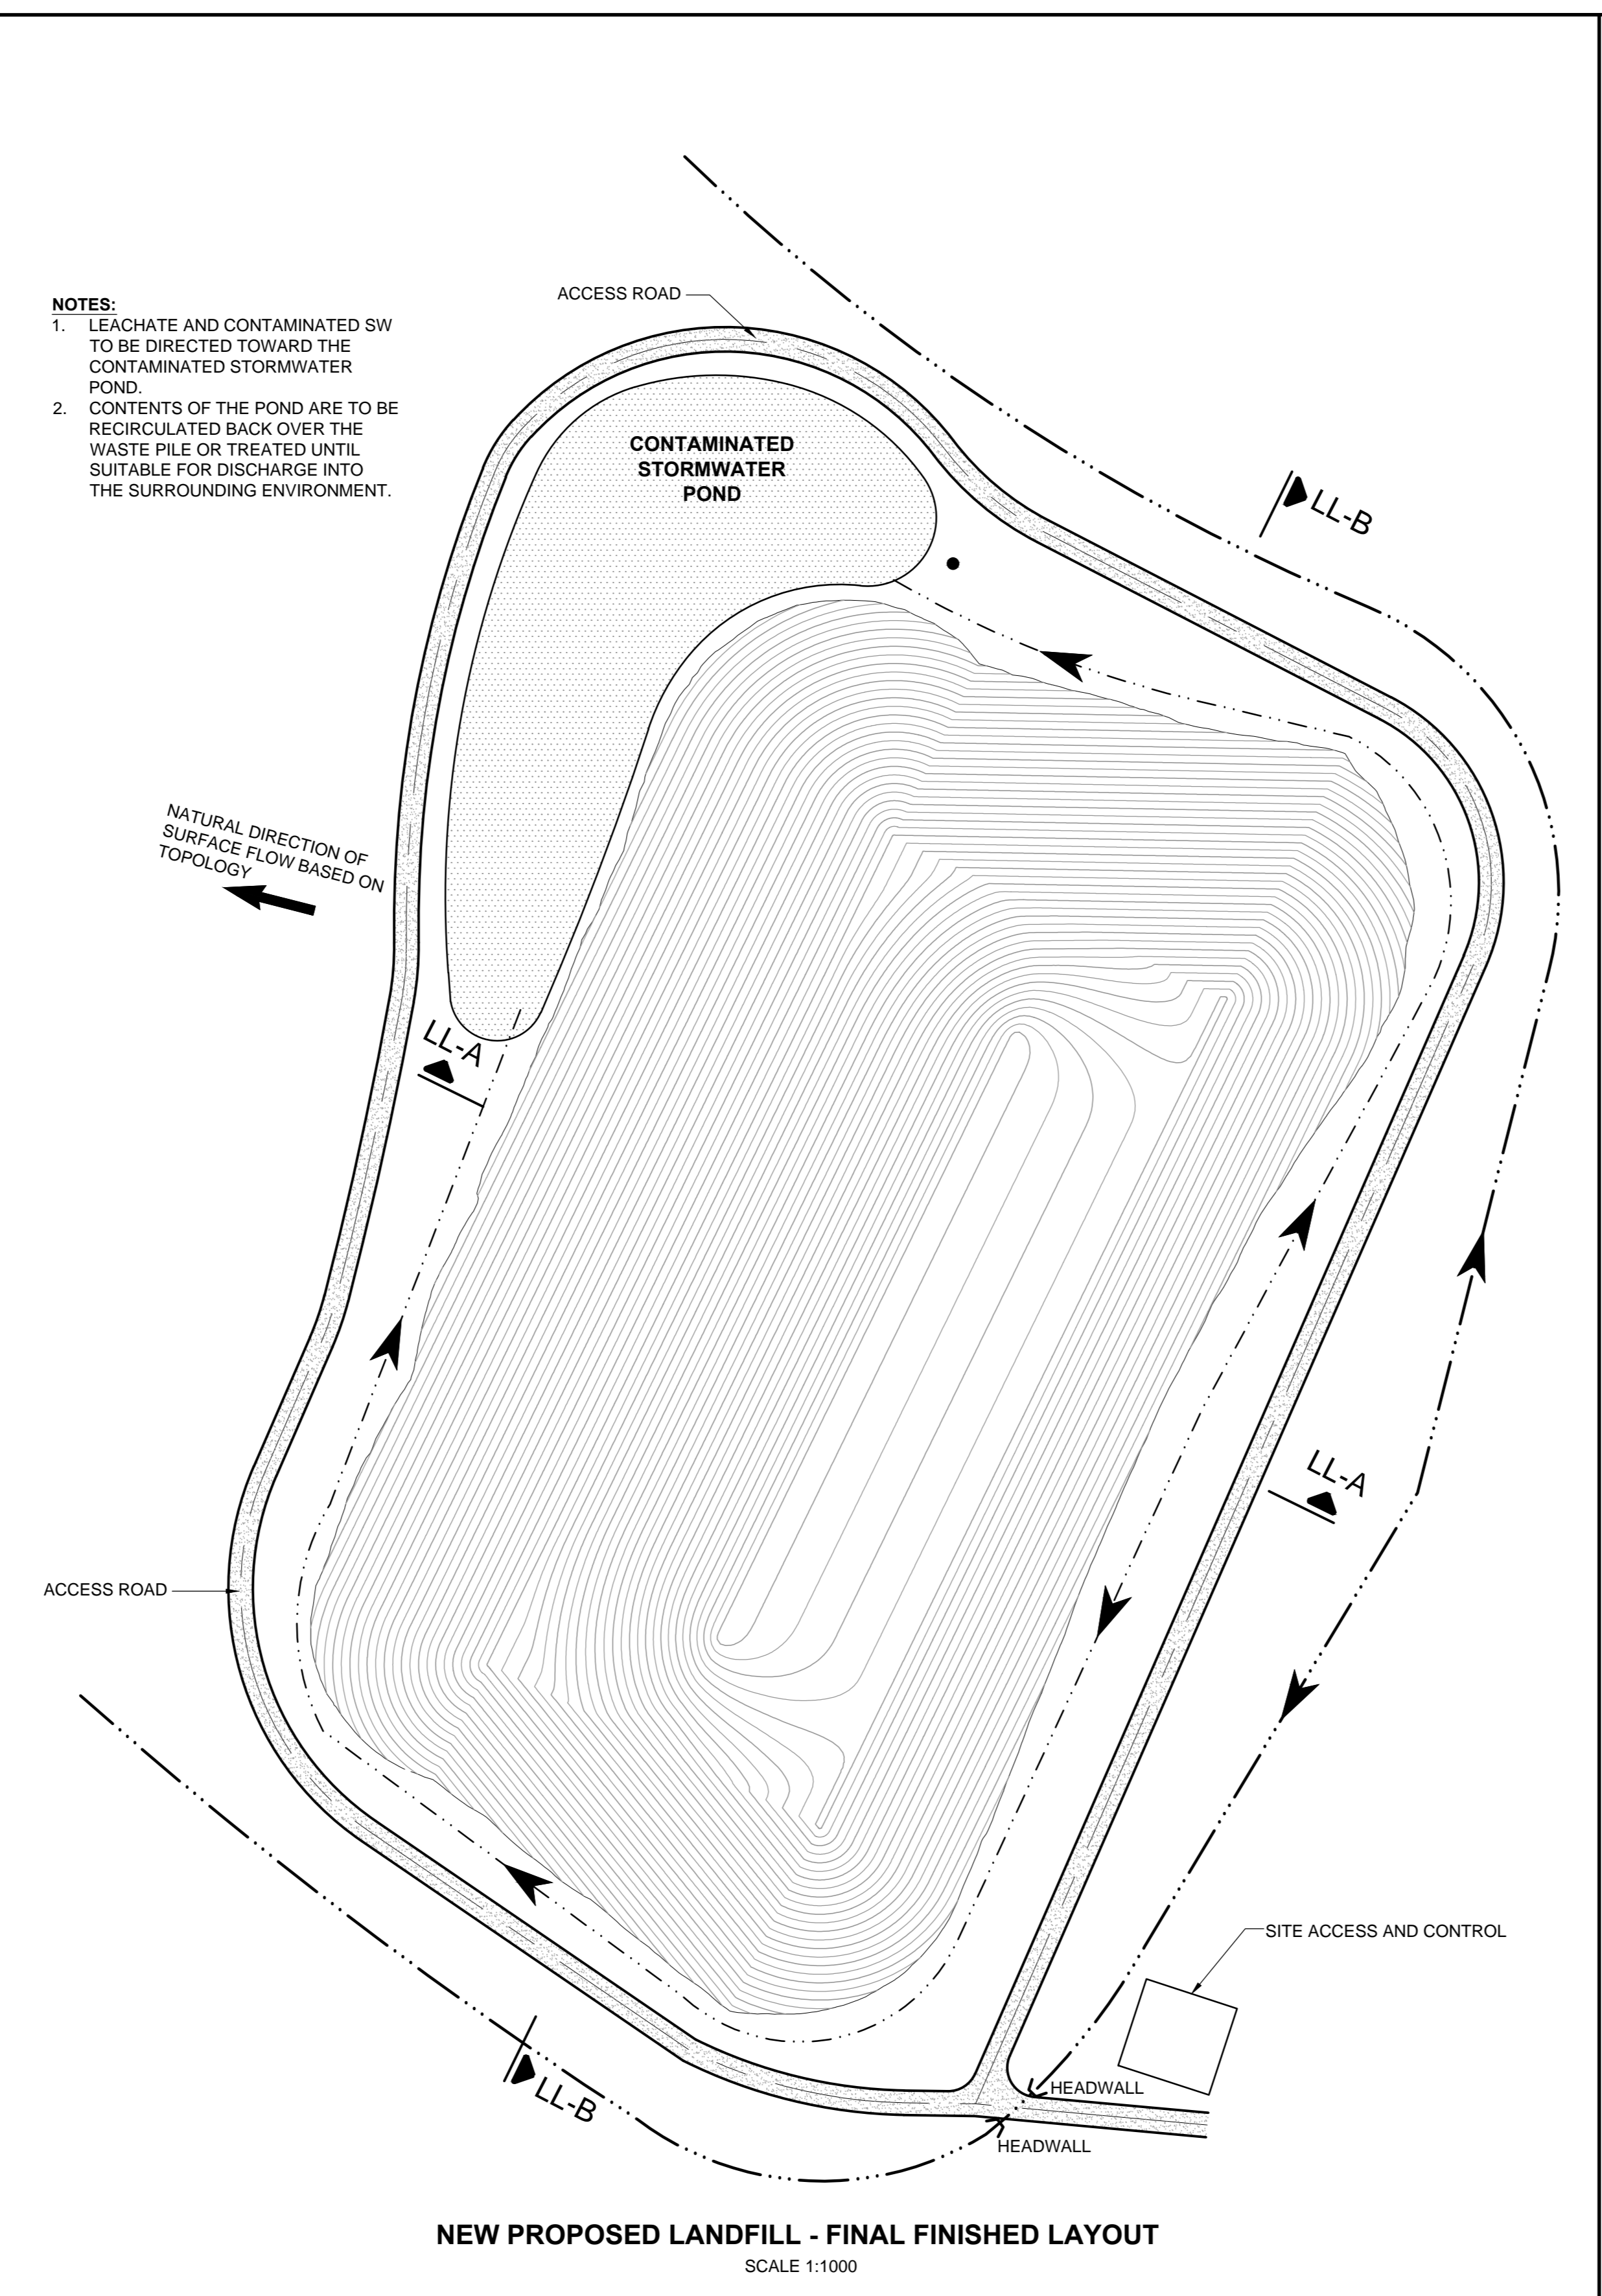 ACCESS ROAD
NOTES:
1. LEACHATE AND CONTAMINATED SW
TO BE DIRECTED TOWARD THE
CONTAMINATED STORMWATER
POND.
2. CONTENTS OF THE POND ARE TO BE
RECIRCULATED BACK OVER THE
WASTE PILE OR TREATED UNTIL
SUITABLE FOR DISCHARGE INTO
THE SURROUNDING ENVIRONMENT.
CONTAMINATED
STORMWATER
POND
LL-B
NATURAL DIRECTION OF
SURFACE FLOW BASED ON
TOPOLOGY
LL-A
LL-A
ACCESS ROAD
SITE ACCESS AND CONTROL
LL-B
HEADWALL
HEADWALL
NEW PROPOSED LANDFILL - FINAL FINISHED LAYOUT
SCALE 1:1000